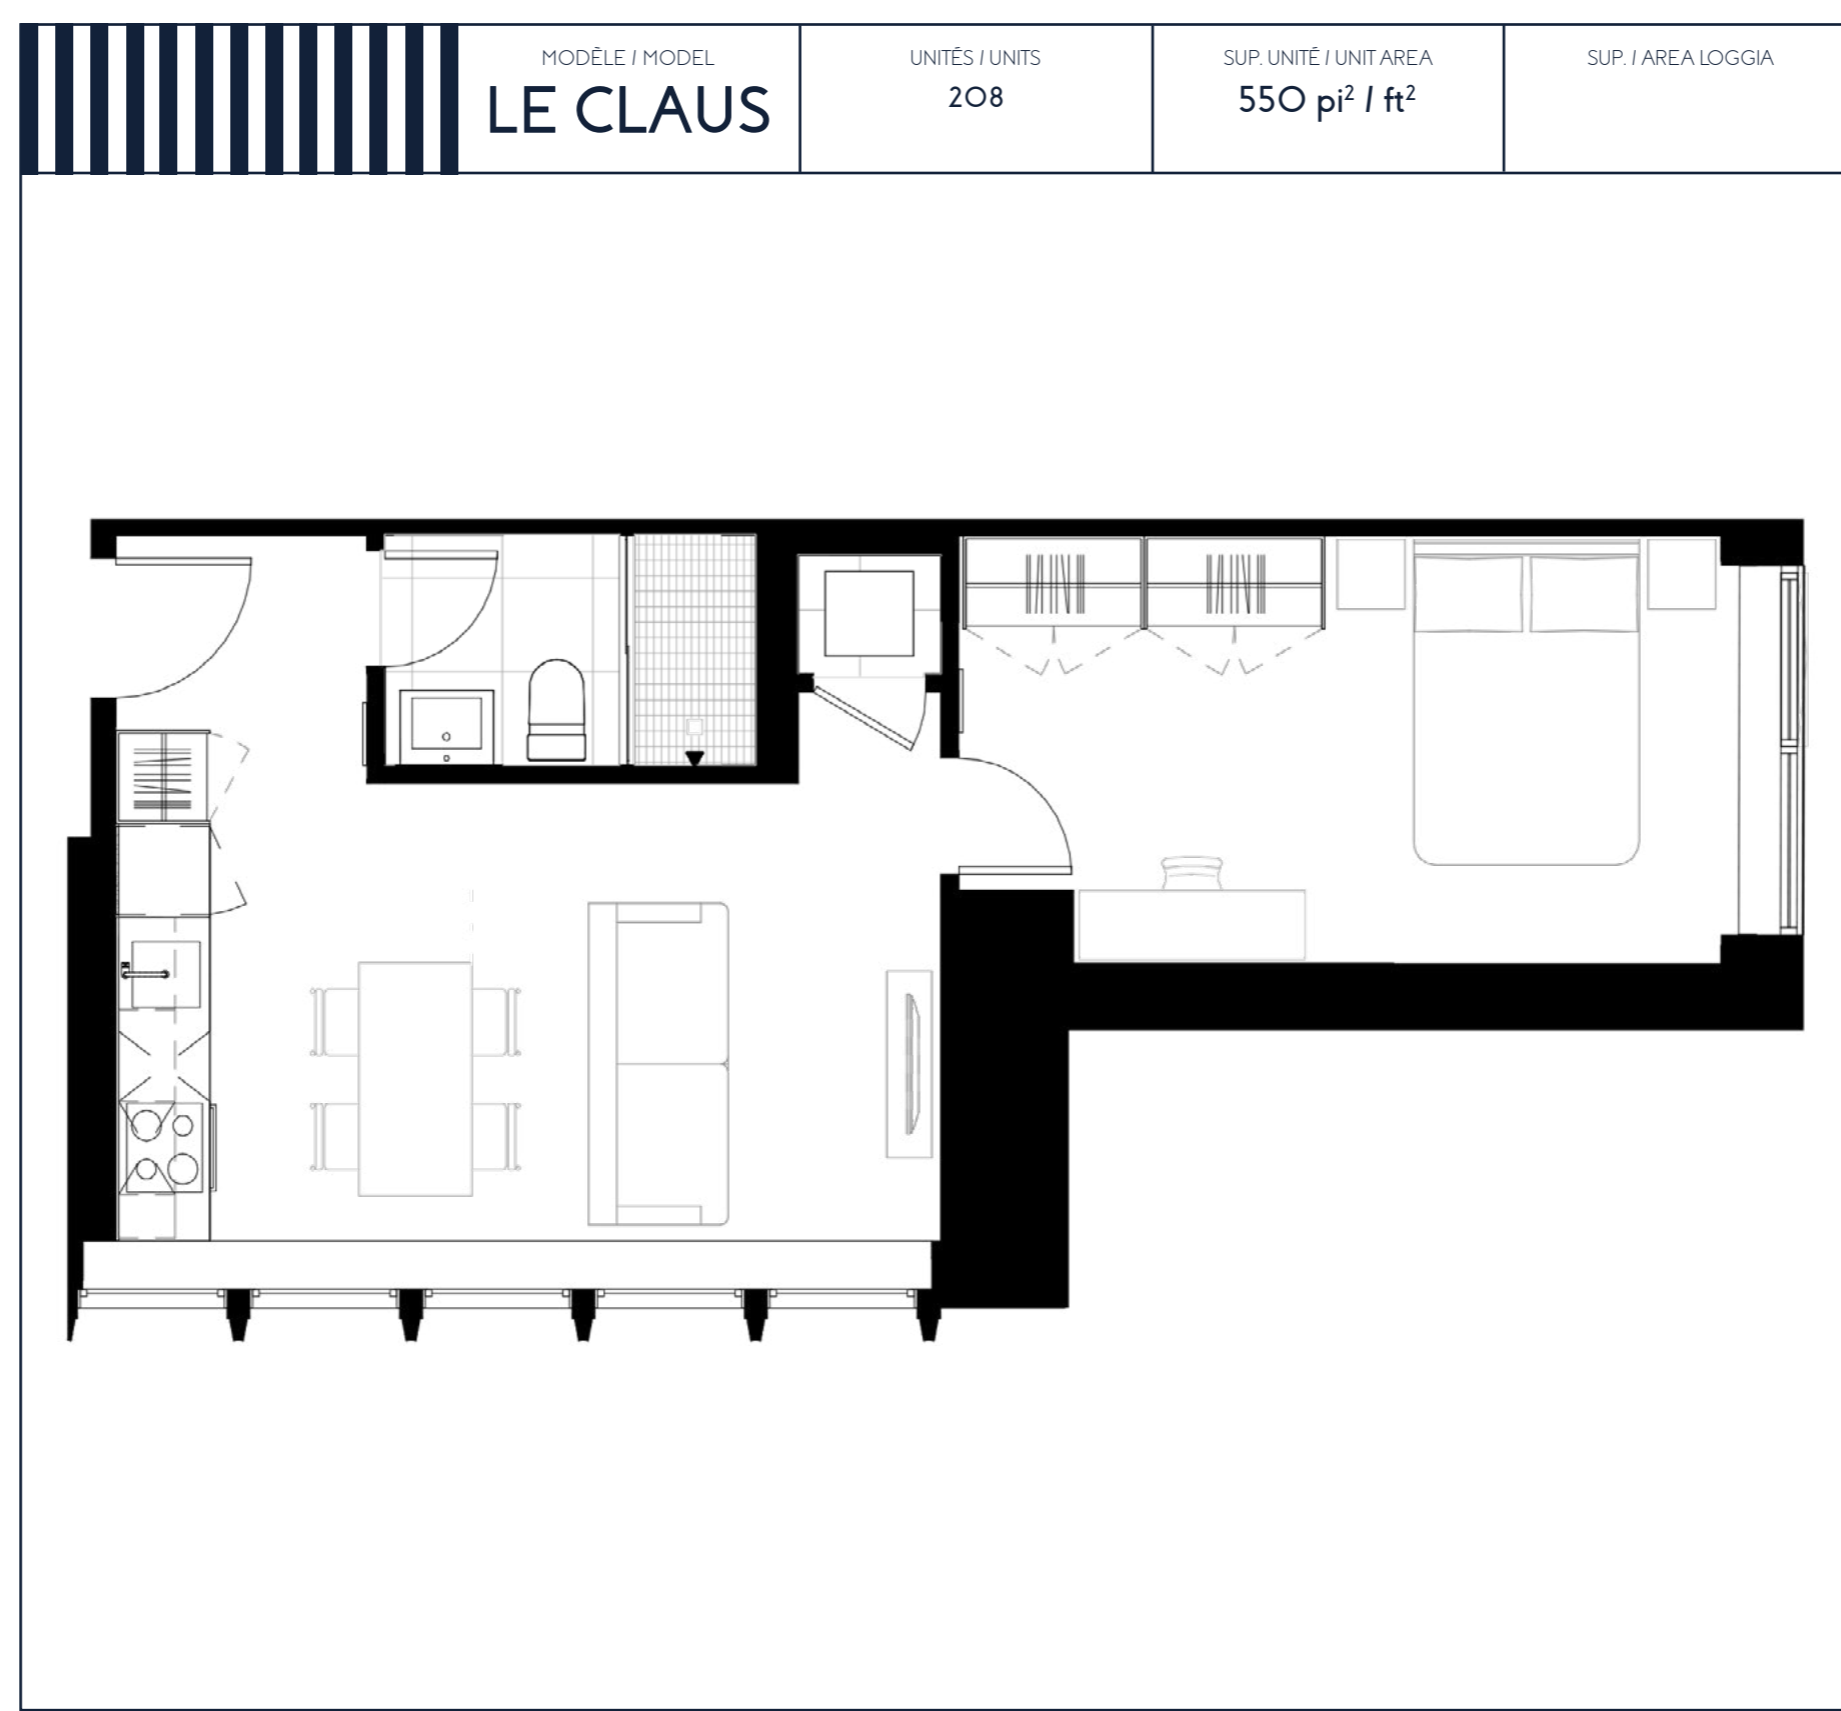 MODÈLE / MODEL
LE CLAUS
UNITÉS / UNITS
208
SUP. UNITÉ / UNIT AREA
550 pi² / ft²
SUP. / AREA LOGGIA